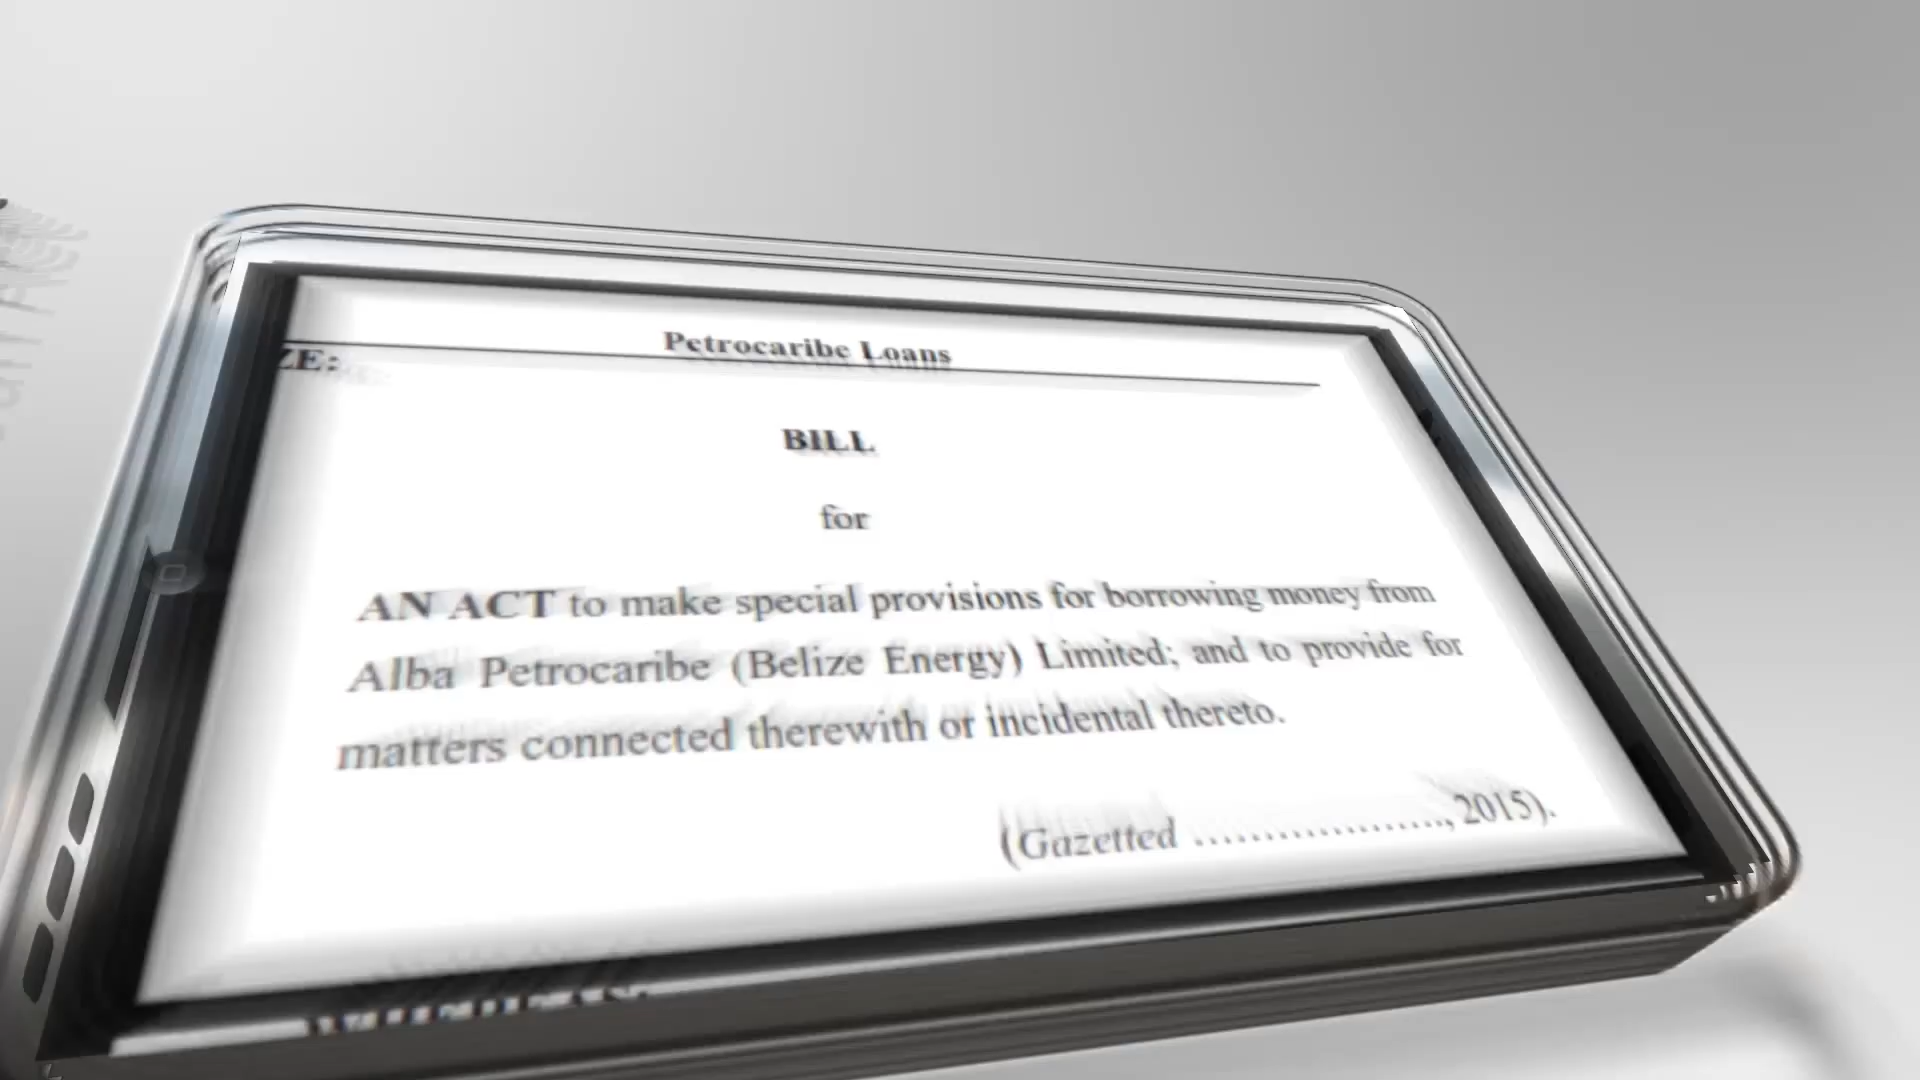 Petrocaribe Loans
ZE:
BILL
for
AN ACT to make special provisions for borrowing money from
Alba Petrocaribe (Belize Energy) Limited; and to provide for
matters connected therewith or incidental thereto.
(Gazetted ...................., 2015).